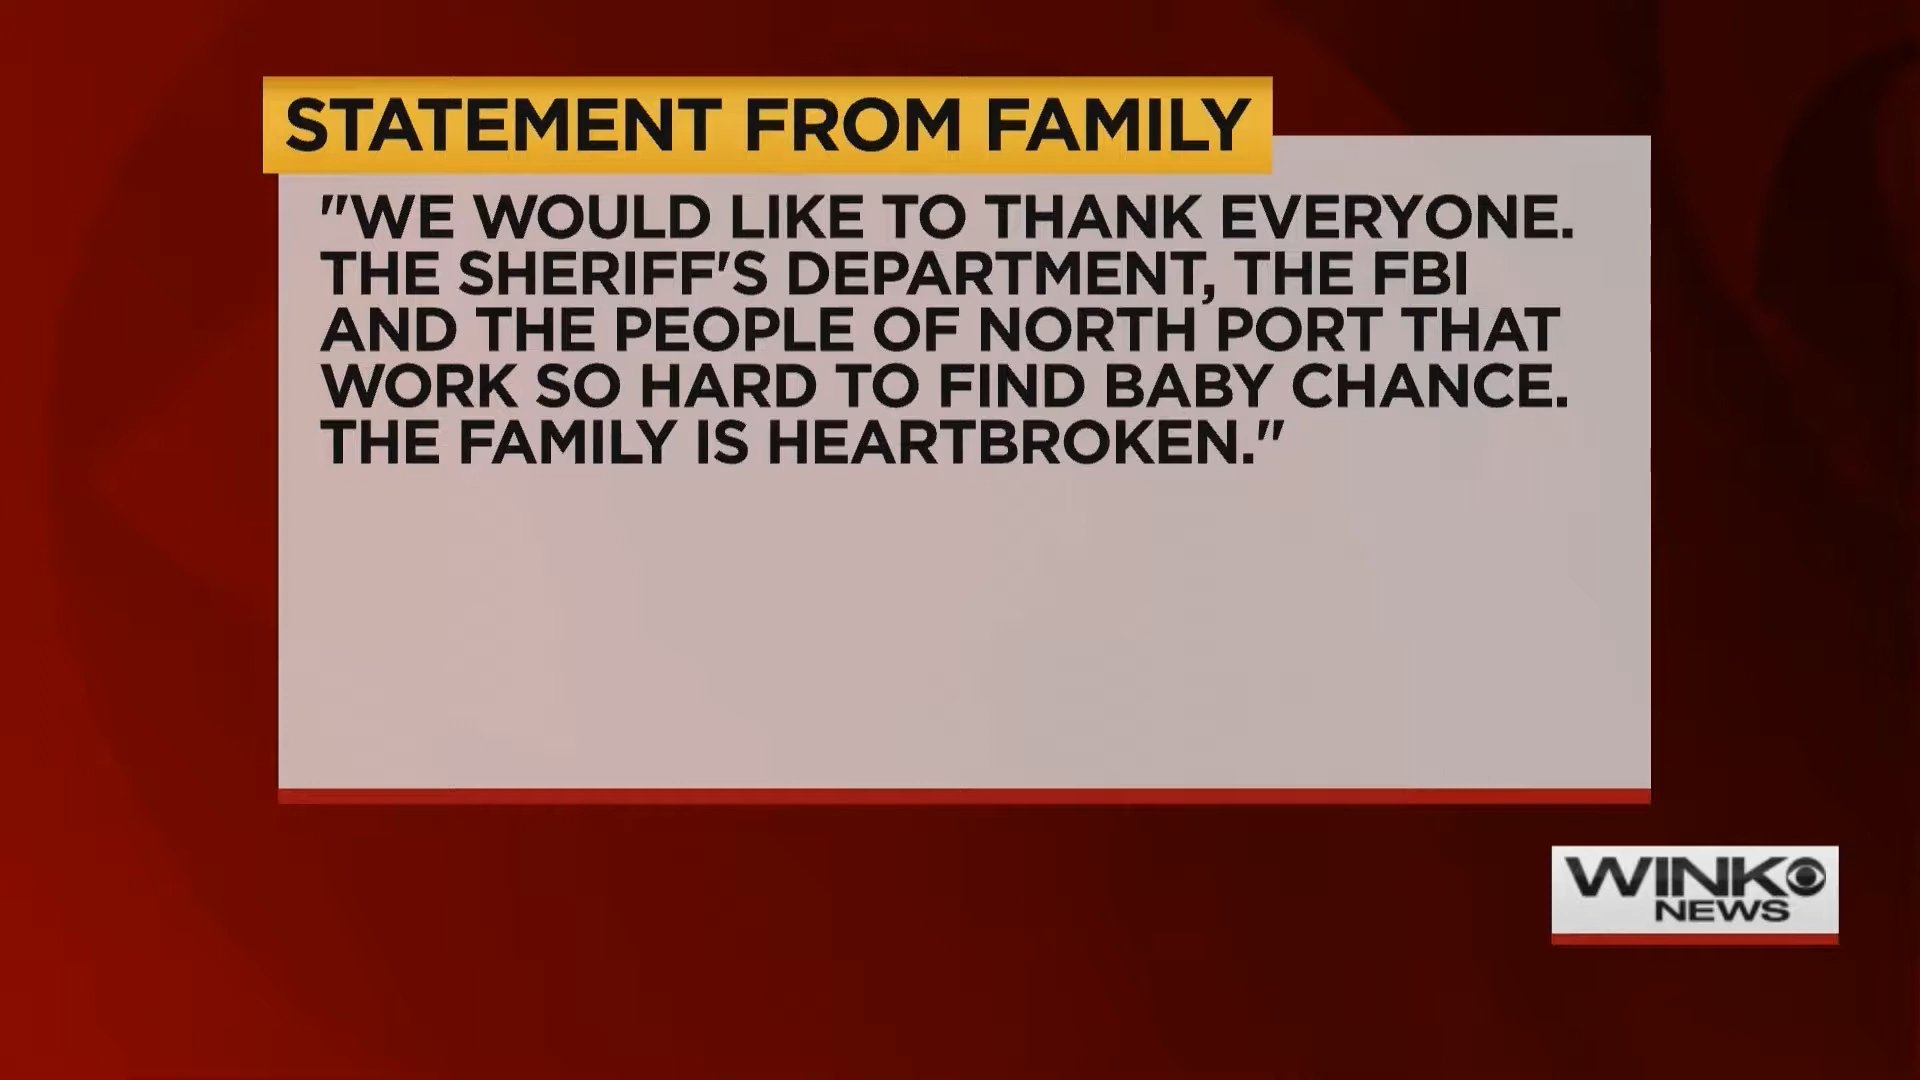 STATEMENT FROM FAMILY
"WE WOULD LIKE TO THANK EVERYONE.
THE SHERIFF'S DEPARTMENT, THE FBI
AND THE PEOPLE OF NORTH PORT THAT
WORK SO HARD TO FIND BABY CHANCE.
THE FAMILY IS HEARTBROKEN."
WINK
NEWS